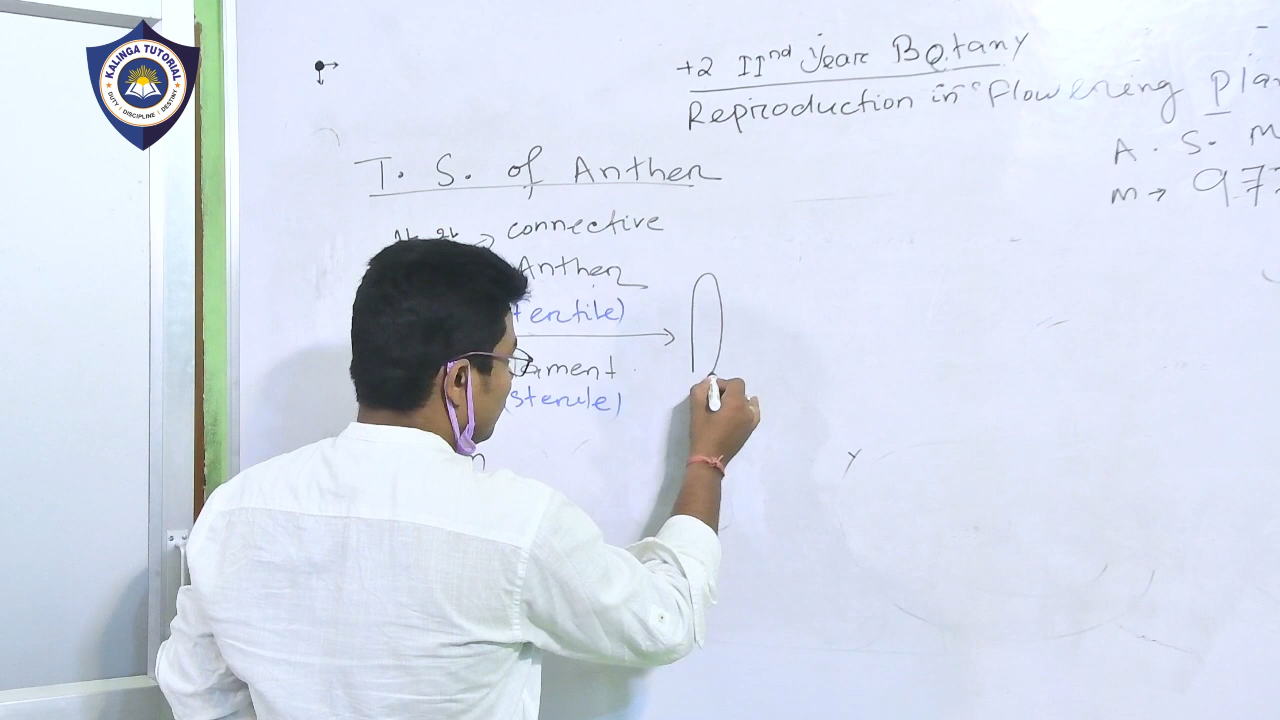 KALINGA TUTORIAL
DUTY | DISCIPLINE | DESTINY
+2 IInd Year Botany
Reproduction in Flowering Pla
A. S. M
M → 97
T. S. of Anther
→ connective
Anther
fertile)
ament
(sterile)